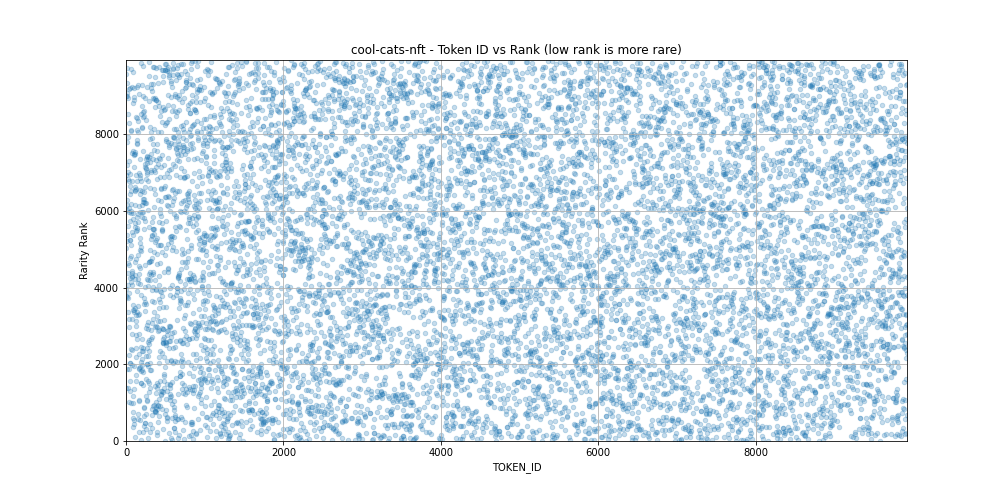 cool-cats-nft - Token ID vs Rank (low rank is more rare)
8000
6000
4000
2000
0
Rarity Rank
0 2000 4000 6000 8000
TOKEN_ID